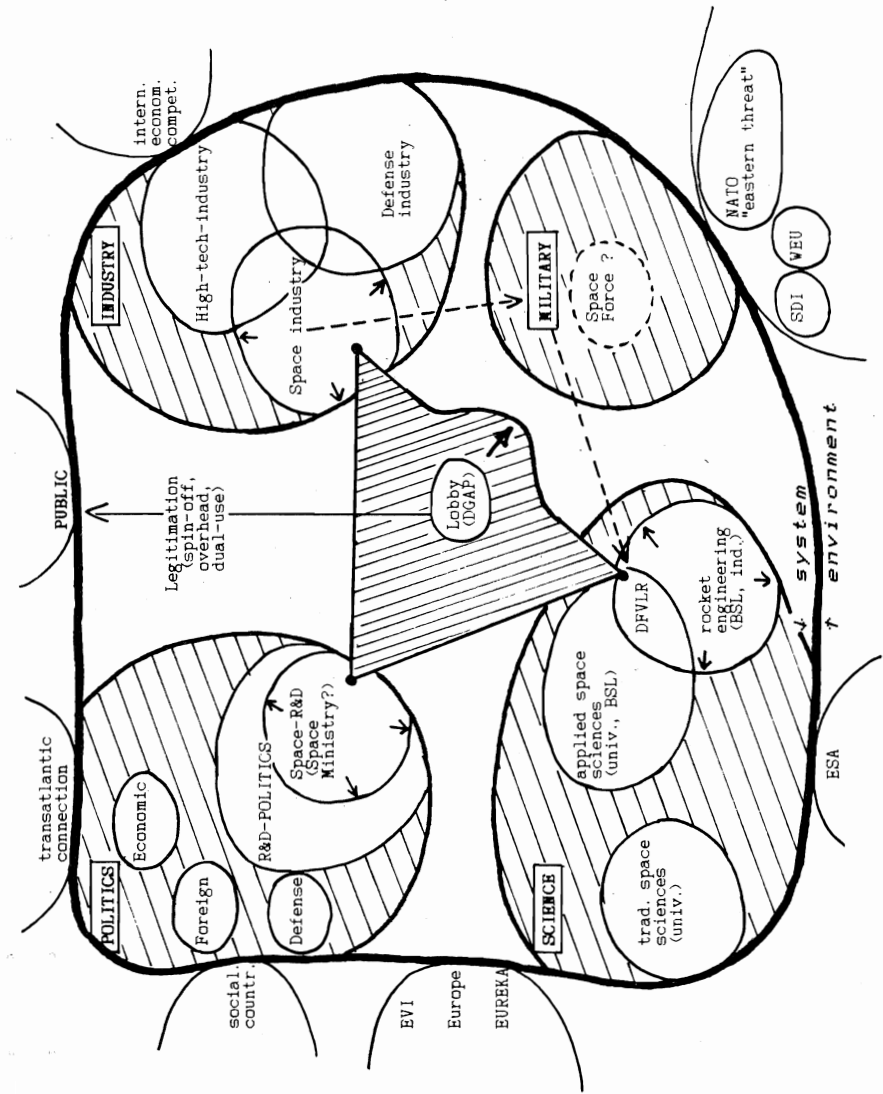 transatlantic
connection
PUBLIC
intern.
econom.
compet.
POLITICS
Economic
Foreign
Defense
R&D-POLITICS
Space-R&D
(Space
Ministry?)
Legitimation
(spin-off,
overhead,
dual-use)
INDUSTRY
High-tech-industry
Space industry
Defense
industry
social.
countr.
EVI
Europe
EUREKA
Lobby
(DGAP)
SCIENCE
trad. space
sciences
(univ.)
applied space
sciences
(univ., BSL)
DFVLR
rocket
engineering
(BSL, ind.)
MILITARY
Space
Force ?
system
environment
ESA
SDI
WEU
NATO
"eastern threat"